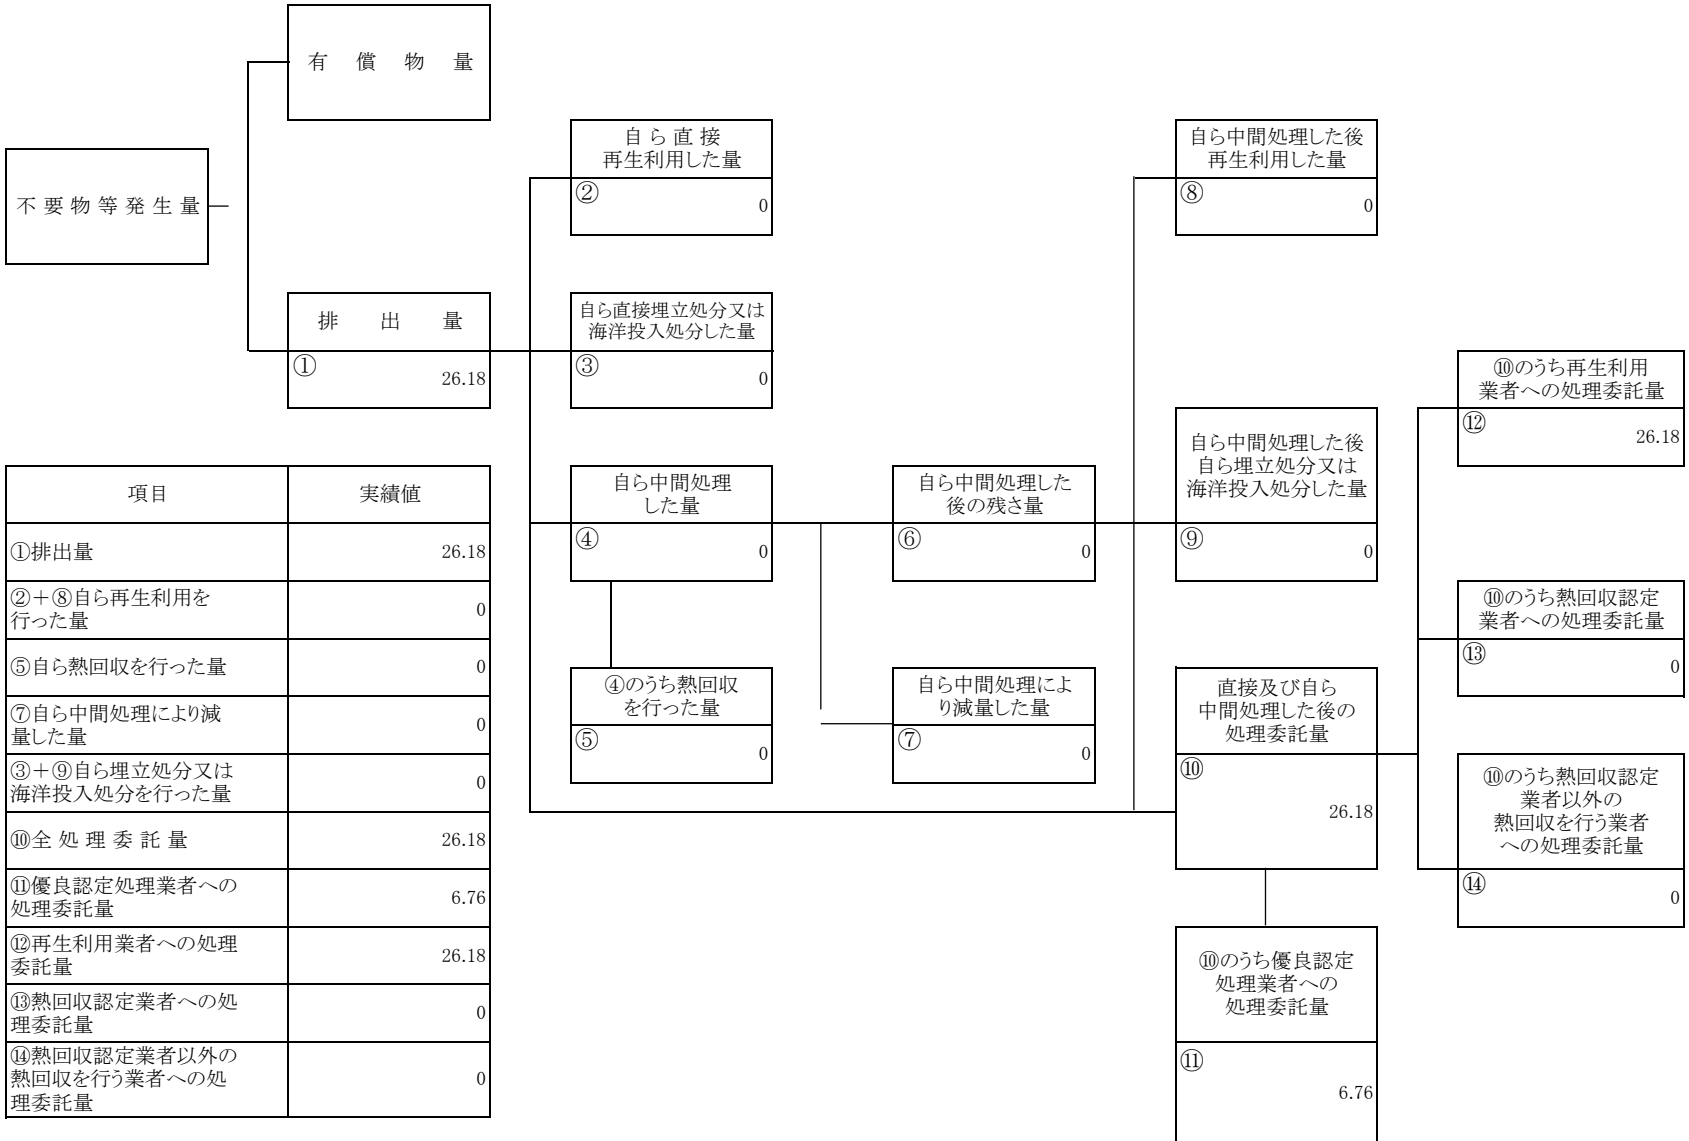 有償物量
不要物等発生量
排出量
①
26.18
自ら直接
再生利用した量
②
0
自ら直接埋立処分又は
海洋投入処分した量
③
0
自ら中間処理
した量
④
0
④のうち熱回収
を行った量
⑤
0
自ら中間処理した
後の残さ量
⑥
0
自ら中間処理によ
り減量した量
⑦
0
自ら中間処理した後
再生利用した量
⑧
0
自ら中間処理した後
自ら埋立処分又は
海洋投入処分した量
⑨
0
直接及び自ら
中間処理した後の
処理委託量
⑩
26.18
⑩のうち優良認定
処理業者への
処理委託量
⑪
6.76
⑩のうち再生利用
業者への処理委託量
⑫
26.18
⑩のうち熱回収認定
業者への処理委託量
⑬
0
⑩のうち熱回収認定
業者以外の
熱回収を行う業者
への処理委託量
⑭
0
項目 実績値
①排出量 26.18
②＋⑧自ら再生利用を
行った量 0
⑤自ら熱回収を行った量 0
⑦自ら中間処理により減
量した量 0
③＋⑨自ら埋立処分又は
海洋投入処分を行った量 0
⑩全処理委託量 26.18
⑪優良認定処理業者への
処理委託量 6.76
⑫再生利用業者への処理
委託量 26.18
⑬熱回収認定業者への処
理委託量 0
⑭熱回収認定業者以外の
熱回収を行う業者への処
理委託量 0